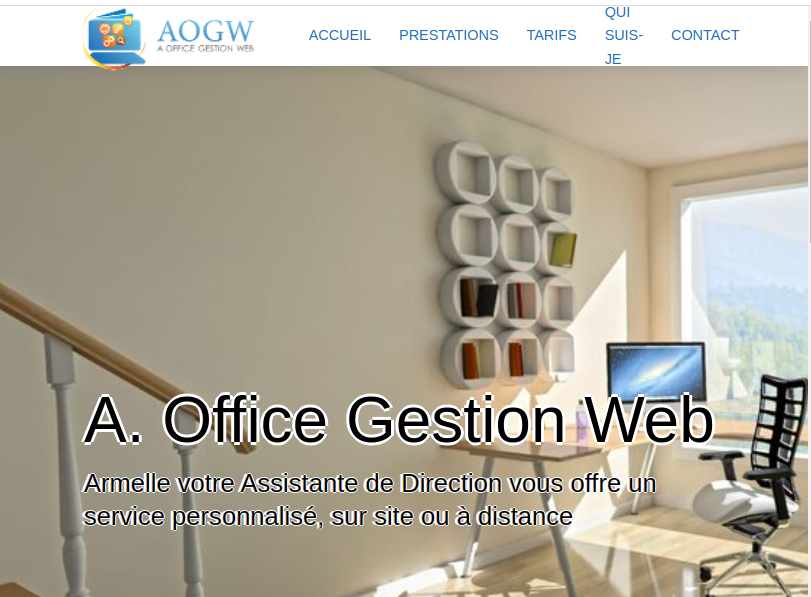 AOGW
A OFFICE GESTION WEB
ACCUEIL
PRESTATIONS
TARIFS
QUI
SUIS-
JE
CONTACT
A. Office Gestion Web
Armelle votre Assistante de Direction vous offre un
service personnalisé, sur site ou à distance